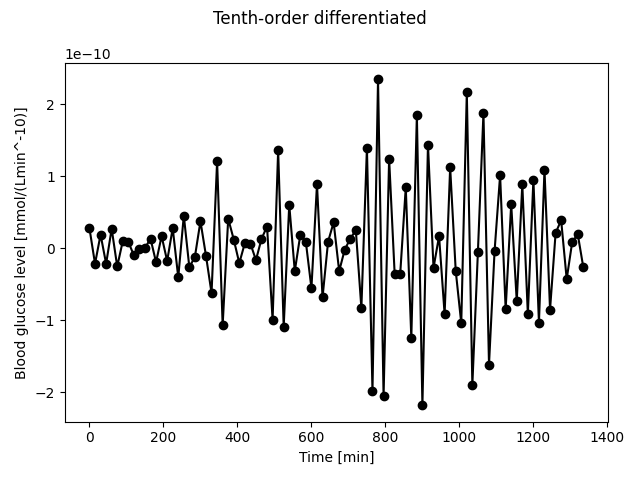 Tenth-order differentiated
1e−10
Blood glucose level [mmol/(Lmin^-10)]
2
1
0
−1
−2
0 200 400 600 800 1000 1200 1400
Time [min]